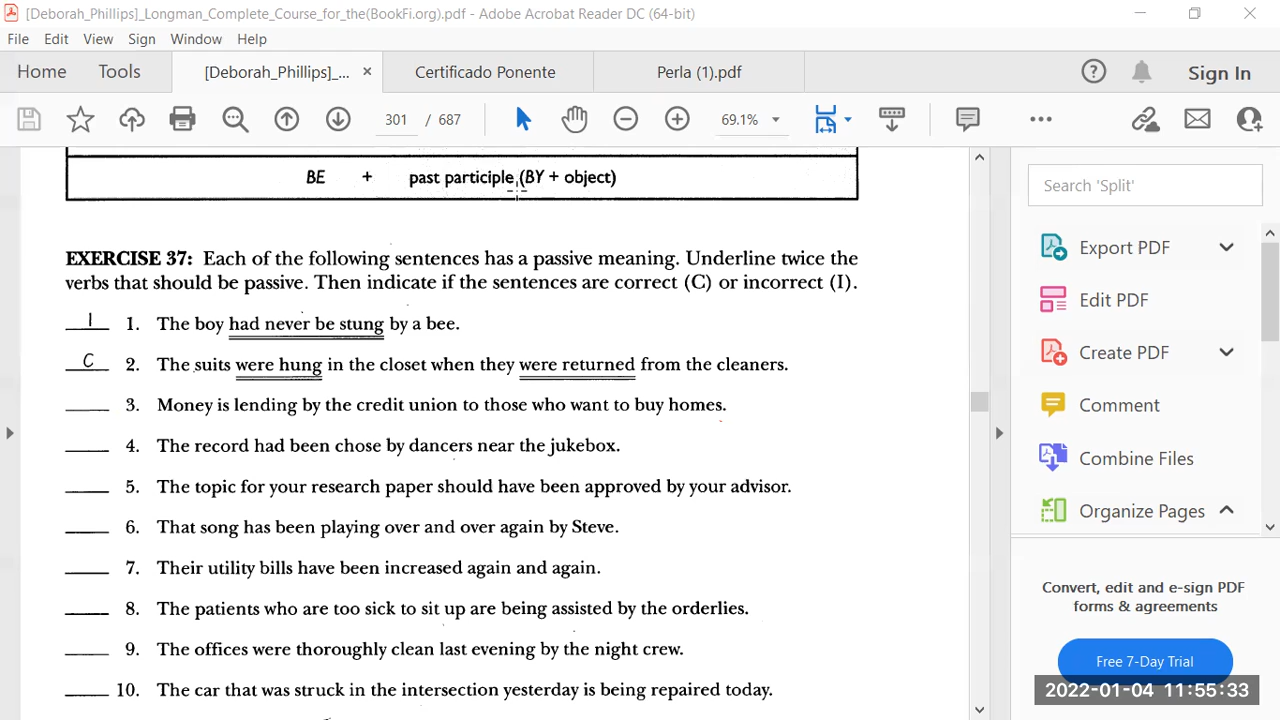 [Deborah_Phillips]_Longman_Complete_Course_for_the(BookFi.org).pdf - Adobe Acrobat Reader DC (64-bit)
File Edit View Sign Window Help
Home Tools [Deborah_Phillips]_... × Certificado Ponente Perla (1).pdf Sign In
301 / 687 69.1%
BE + past participle (BY + object)
EXERCISE 37: Each of the following sentences has a passive meaning. Underline twice the
verbs that should be passive. Then indicate if the sentences are correct (C) or incorrect (I).
I 1. The boy had never be stung by a bee.
C 2. The suits were hung in the closet when they were returned from the cleaners.
3. Money is lending by the credit union to those who want to buy homes.
4. The record had been chose by dancers near the jukebox.
5. The topic for your research paper should have been approved by your advisor.
6. That song has been playing over and over again by Steve.
7. Their utility bills have been increased again and again.
8. The patients who are too sick to sit up are being assisted by the orderlies.
9. The offices were thoroughly clean last evening by the night crew.
10. The car that was struck in the intersection yesterday is being repaired today.
Search 'Split'
Export PDF
Edit PDF
Create PDF
Comment
Combine Files
Organize Pages
Convert, edit and e-sign PDF
forms & agreements
Free 7-Day Trial
2022-01-04 11:55:33